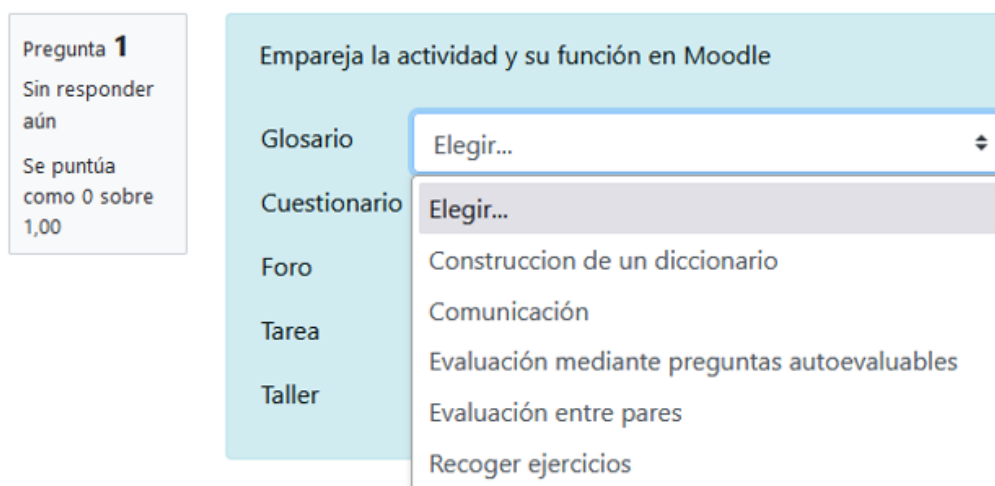 Pregunta 1
Sin responder
aún
Se puntúa
como 0 sobre
1,00
Empareja la actividad y su función en Moodle
Glosario
Elegir...
Cuestionario
Elegir...
Construccion de un diccionario
Foro
Comunicación
Tarea
Evaluación mediante preguntas autoevaluables
Taller
Evaluación entre pares
Recoger ejercicios